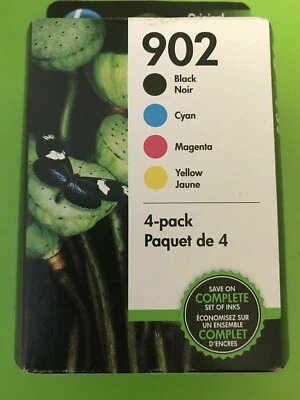 902
Black
Noir
Cyan
Magenta
Yellow
Jaune
4-pack
Paquet de 4
SAVE ON
COMPLETE
SET OF INKS
ÉCONOMISEZ SUR
UN ENSEMBLE
COMPLET
D'ENCRES